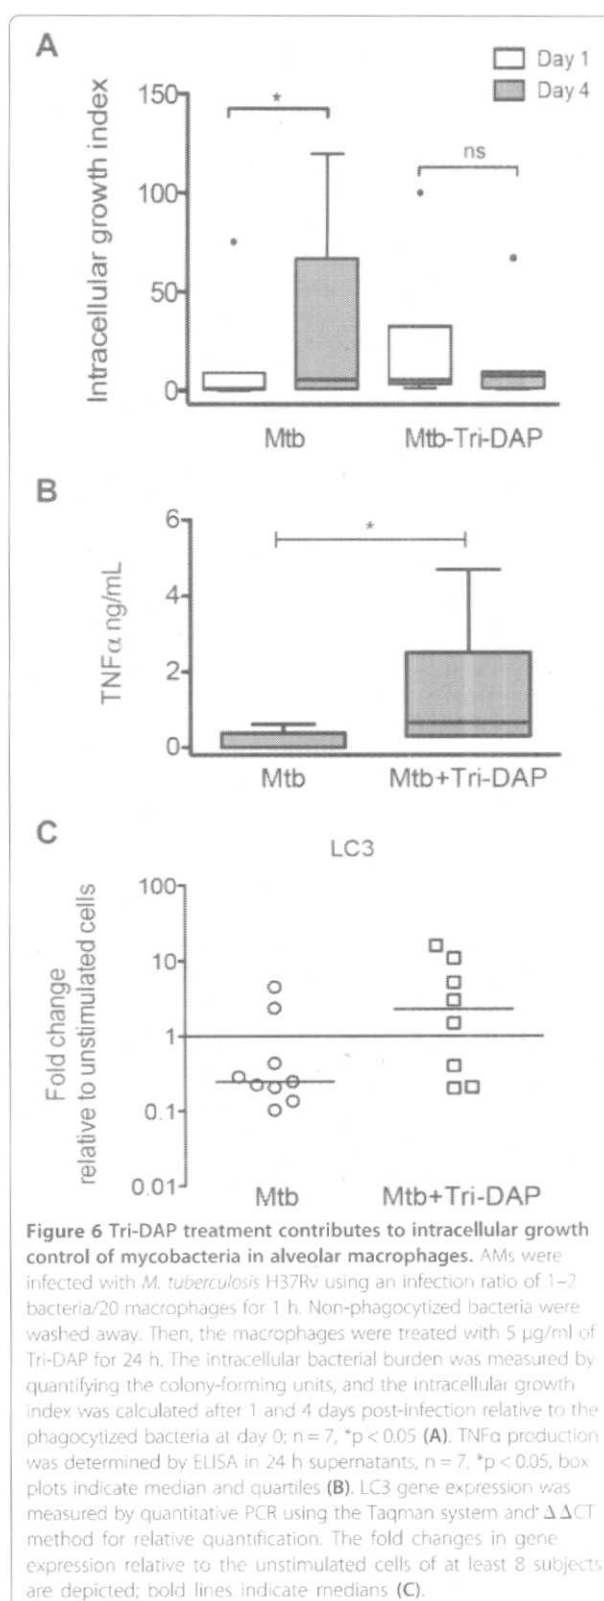 A
Day 1
Day 4
150
100
50
0
Intracellular growth index
*
ns
Mtb
Mtb-Tri-DAP
B
6
4
2
0
TNFα ng/mL
*
Mtb
Mtb+Tri-DAP
C
LC3
100
10
1
0.1
0.01
Fold change
relative to unstimulated cells
Mtb
Mtb+Tri-DAP
Figure 6 Tri-DAP treatment contributes to intracellular growth
control of mycobacteria in alveolar macrophages. AMs were
infected with M. tuberculosis H37Rv using an infection ratio of 1–2
bacteria/20 macrophages for 1 h. Non-phagocytized bacteria were
washed away. Then, the macrophages were treated with 5 μg/ml of
Tri-DAP for 24 h. The intracellular bacterial burden was measured by
quantifying the colony-forming units, and the intracellular growth
index was calculated after 1 and 4 days post-infection relative to the
phagocytized bacteria at day 0; n = 7, *p < 0.05 (A). TNFα production
was determined by ELISA in 24 h supernatants, n = 7, *p < 0.05, box
plots indicate median and quartiles (B). LC3 gene expression was
measured by quantitative PCR using the Taqman system and ΔΔCT
method for relative quantification. The fold changes in gene
expression relative to the unstimulated cells of at least 8 subjects
are depicted; bold lines indicate medians (C).